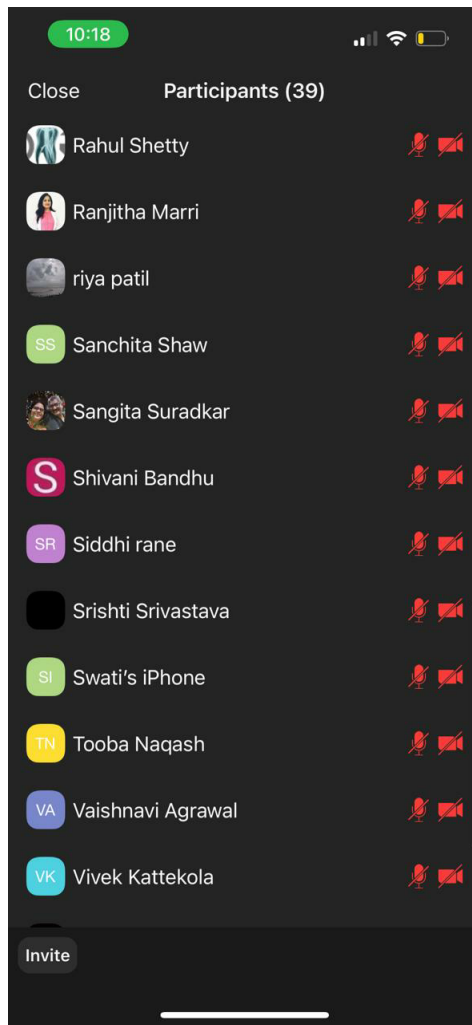 10:18
Close Participants (39)
Rahul Shetty
Ranjitha Marri
riya patil
SS Sanchita Shaw
Sangita Suradkar
S Shivani Bandhu
SR Siddhi rane
Srishti Srivastava
SI Swati’s iPhone
TN Tooba Naqash
VA Vaishnavi Agrawal
VK Vivek Kattekola
Invite